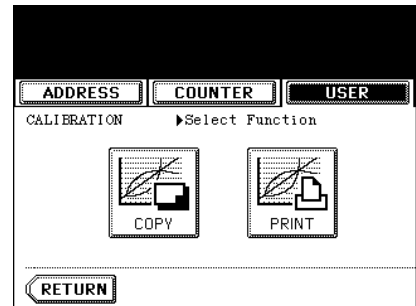 ADDRESS COUNTER USER
CALIBRATION ▶Select Function
COPY PRINT
RETURN